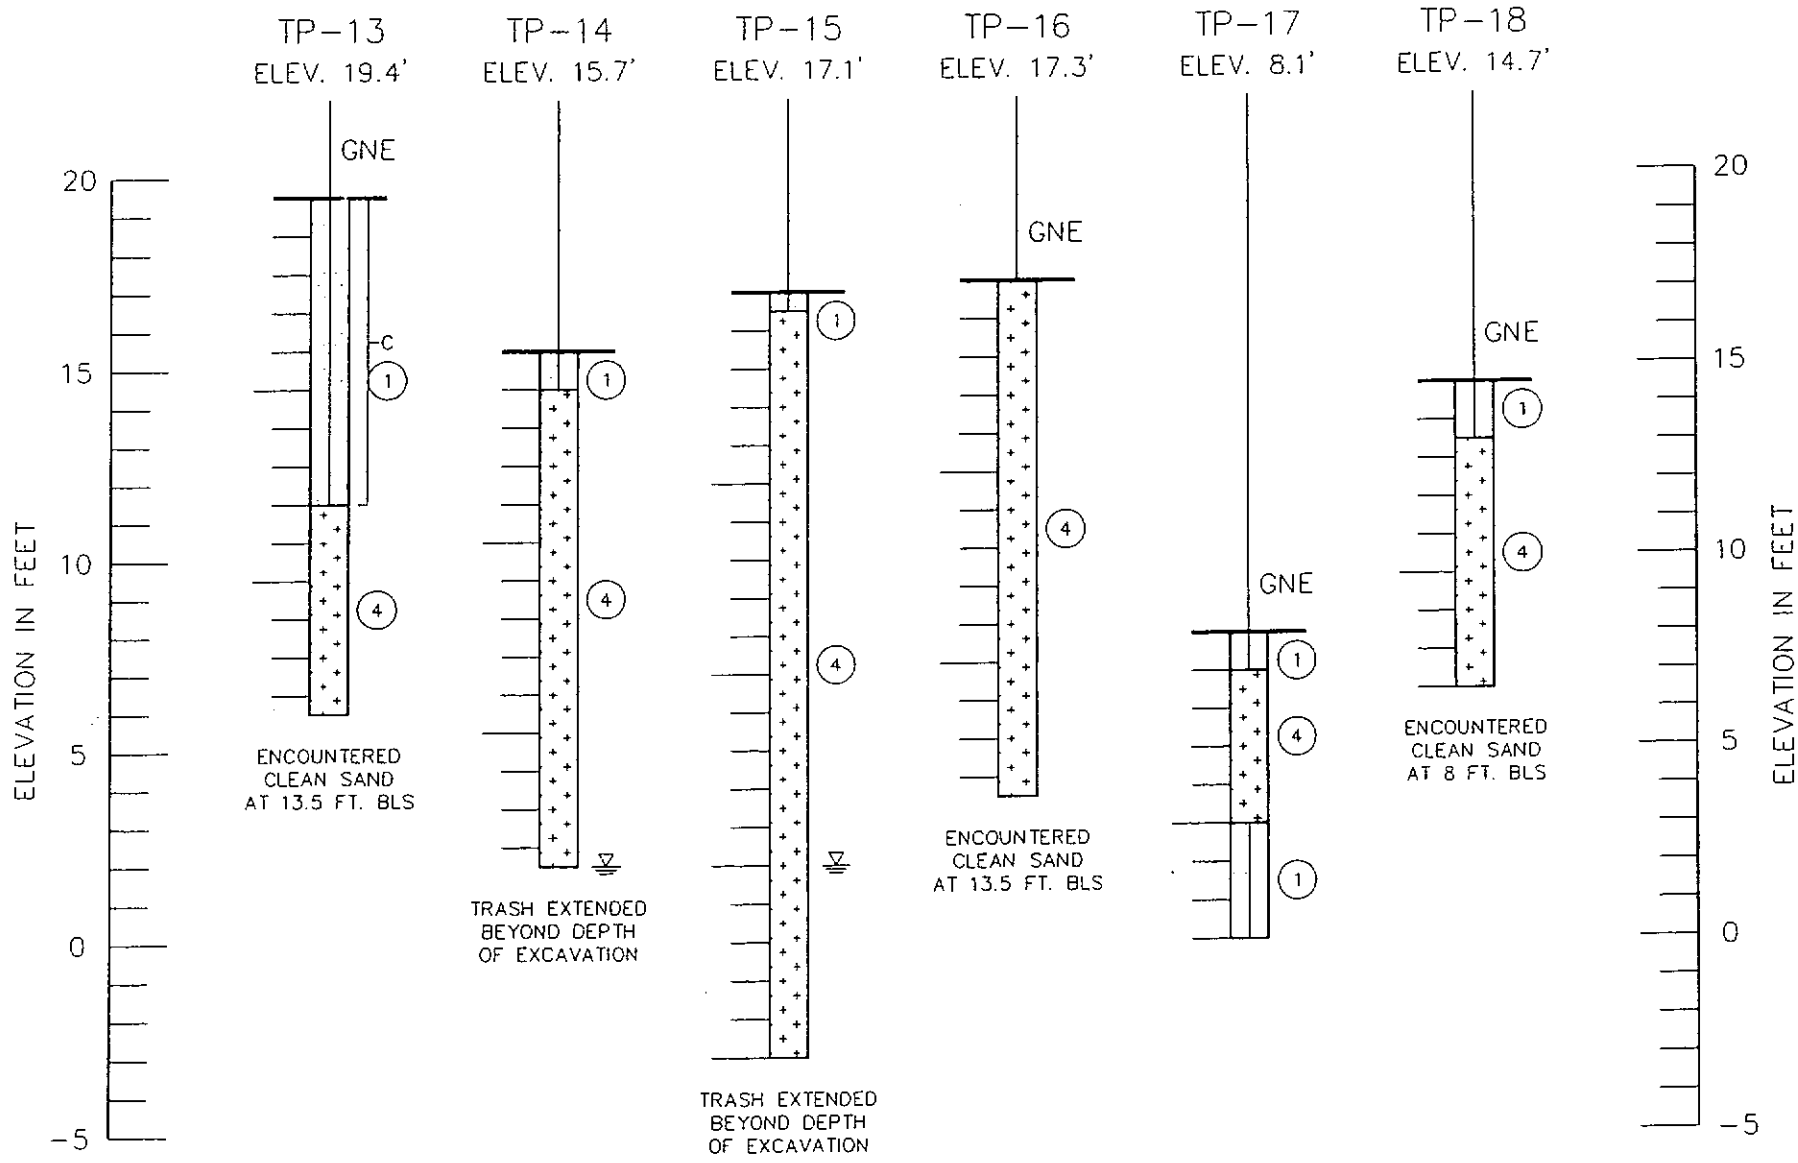 TP-13
ELEV. 19.4'
TP-14
ELEV. 15.7'
TP-15
ELEV. 17.1'
TP-16
ELEV. 17.3'
TP-17
ELEV. 8.1'
TP-18
ELEV. 14.7'
ELEVATION IN FEET
20
15
10
5
0
-5
GNE
C
1
4
ENCOUNTERED
CLEAN SAND
AT 13.5 FT. BLS
1
4
TRASH EXTENDED
BEYOND DEPTH
OF EXCAVATION
1
4
TRASH EXTENDED
BEYOND DEPTH
OF EXCAVATION
GNE
4
ENCOUNTERED
CLEAN SAND
AT 13.5 FT. BLS
GNE
1
4
1
GNE
1
4
ENCOUNTERED
CLEAN SAND
AT 8 FT. BLS
20
15
10
5
0
-5
ELEVATION IN FEET